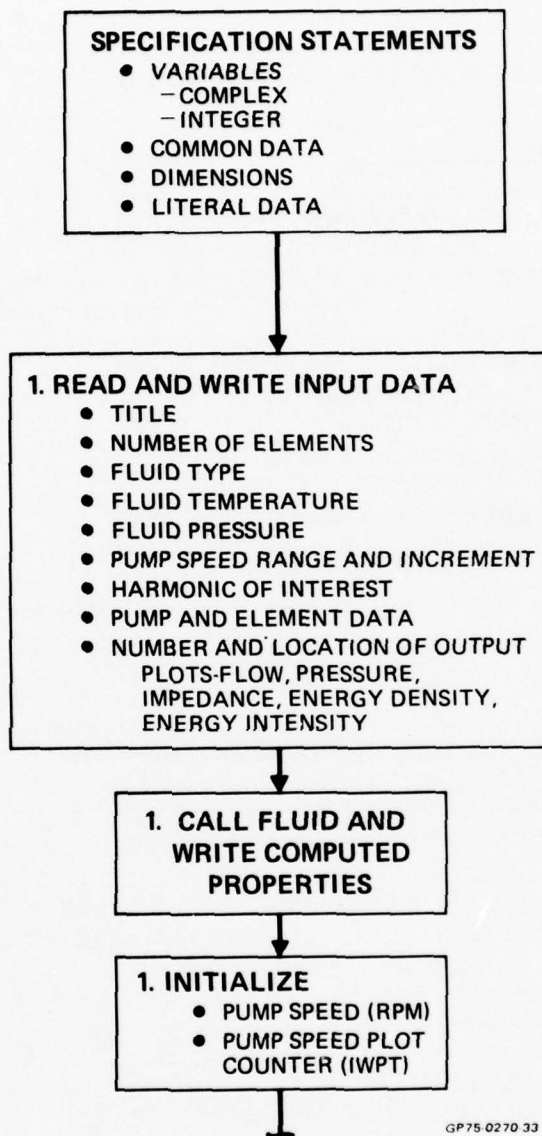 SPECIFICATION STATEMENTS
• VARIABLES
– COMPLEX
– INTEGER
• COMMON DATA
• DIMENSIONS
• LITERAL DATA
1. READ AND WRITE INPUT DATA
• TITLE
• NUMBER OF ELEMENTS
• FLUID TYPE
• FLUID TEMPERATURE
• FLUID PRESSURE
• PUMP SPEED RANGE AND INCREMENT
• HARMONIC OF INTEREST
• PUMP AND ELEMENT DATA
• NUMBER AND LOCATION OF OUTPUT
PLOTS-FLOW, PRESSURE,
IMPEDANCE, ENERGY DENSITY,
ENERGY INTENSITY
1. CALL FLUID AND
WRITE COMPUTED
PROPERTIES
1. INITIALIZE
• PUMP SPEED (RPM)
• PUMP SPEED PLOT
COUNTER (IWPT)
GP75-0270-33